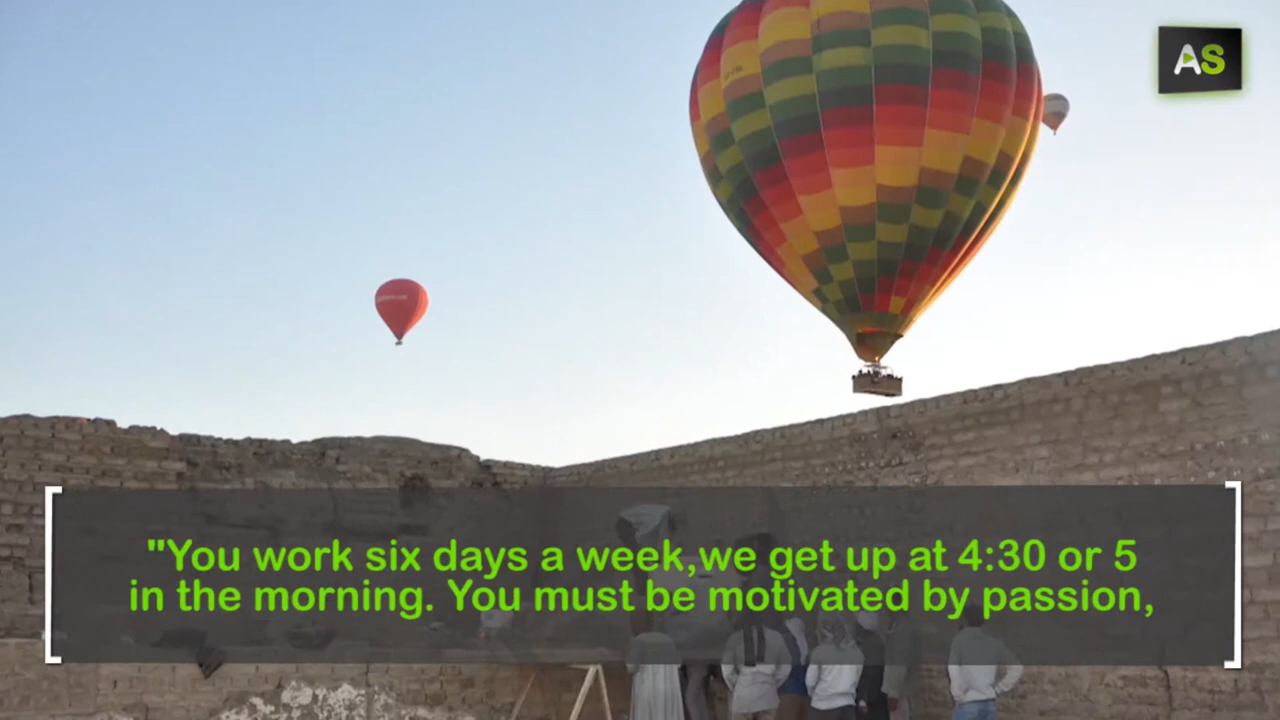 AS
"You work six days a week,we get up at 4:30 or 5
in the morning. You must be motivated by passion,